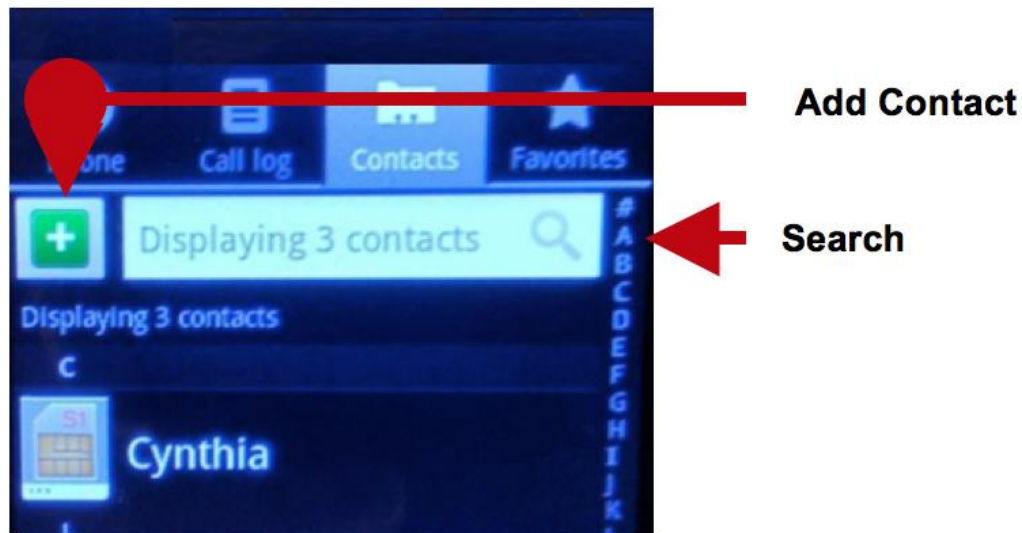 Add Contact
Call log
Contacts
Favorites
Displaying 3 contacts
Search
#
A
B
C
D
E
F
G
H
I
J
K
Displaying 3 contacts
C
S1
Cynthia